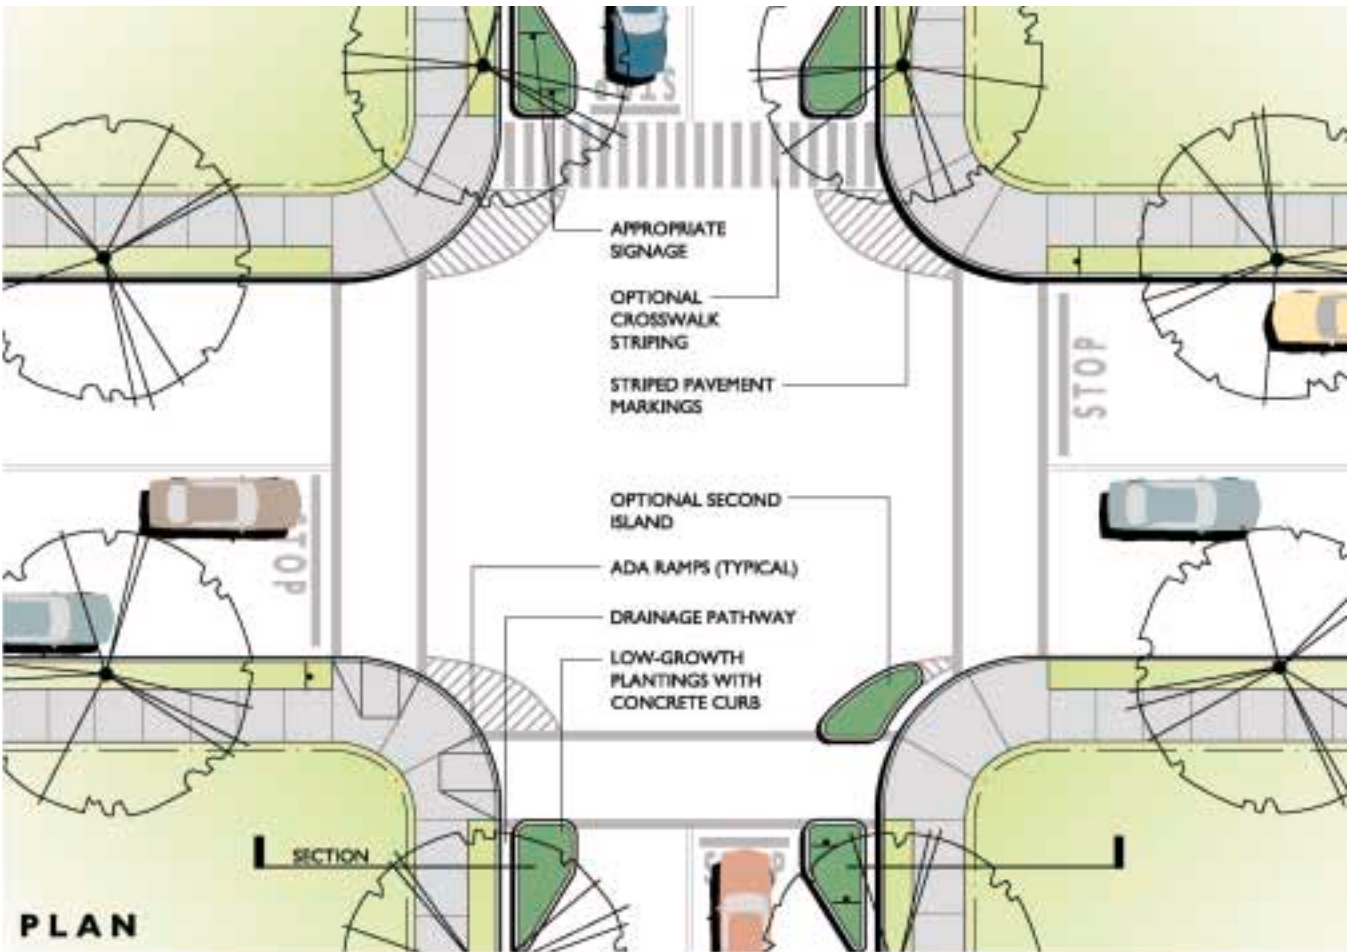 STOP
APPROPRIATE
SIGNAGE
OPTIONAL
CROSSWALK
STRIPING
STRIPED PAVEMENT
MARKINGS
STOP
OPTIONAL SECOND
ISLAND
STOP
ADA RAMPS (TYPICAL)
DRAINAGE PATHWAY
LOW-GROWTH
PLANTINGS WITH
CONCRETE CURB
SECTION
PLAN